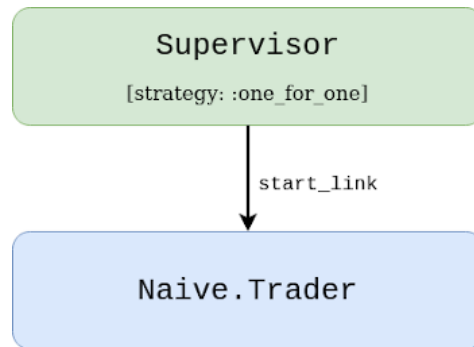 Supervisor
[strategy: :one_for_one]
start_link
Naive.Trader